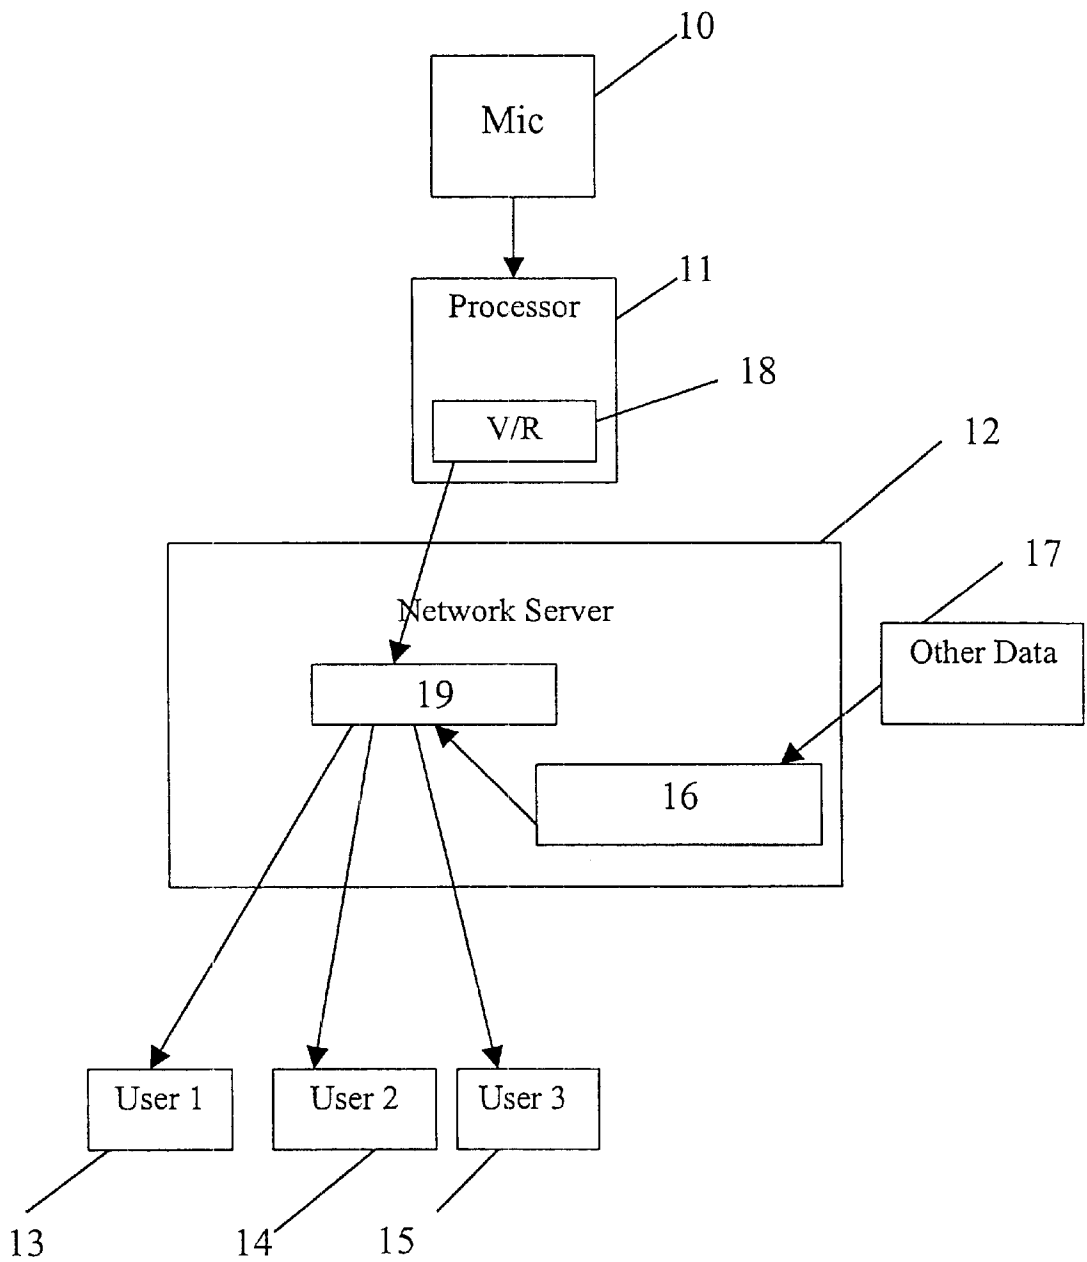 10
Mic
11
Processor
18
V/R
12
17
Network Server
Other Data
19
16
User 1
User 2
User 3
13
14
15